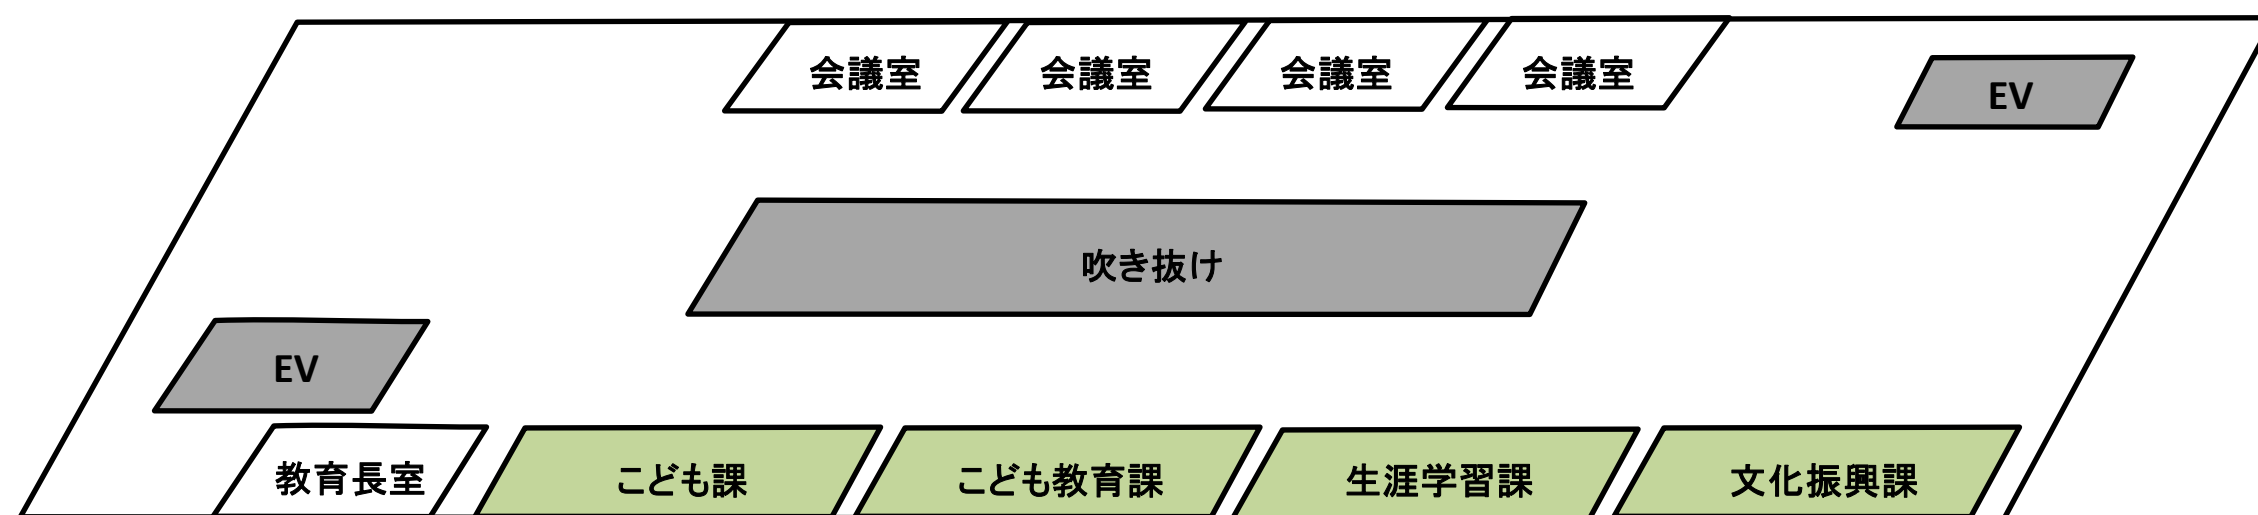 会議室
会議室
会議室
会議室
EV
吹き抜け
EV
教育長室
こども課
こども教育課
生涯学習課
文化振興課